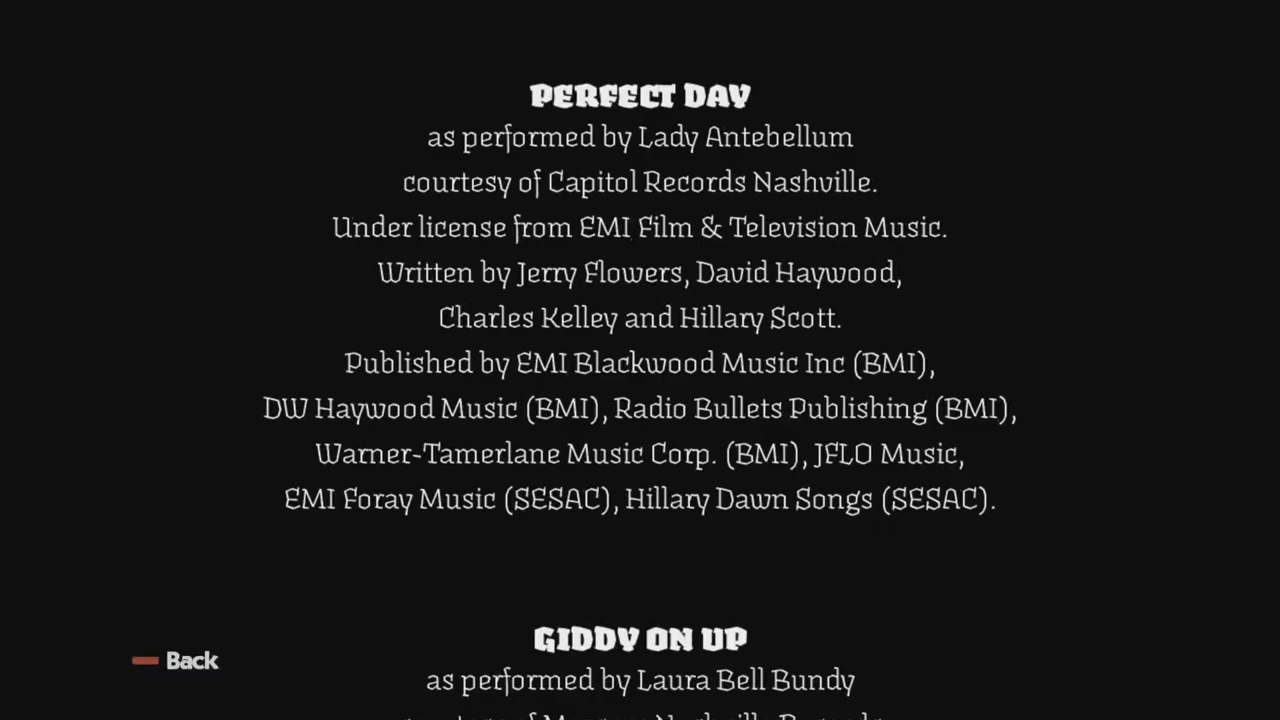 PERFECT DAY
as performed by Lady Antebellum
courtesy of Capitol Records Nashville.
Under license from EMI Film & Television Music.
Written by Jerry Flowers, David Haywood,
Charles Kelley and Hillary Scott.
Published by EMI Blackwood Music Inc (BMI),
DW Haywood Music (BMI), Radio Bullets Publishing (BMI),
Warner-Tamerlane Music Corp. (BMI), JFLO Music,
EMI Foray Music (SESAC), Hillary Dawn Songs (SESAC).
GIDDY ON UP
Back
as performed by Laura Bell Bundy